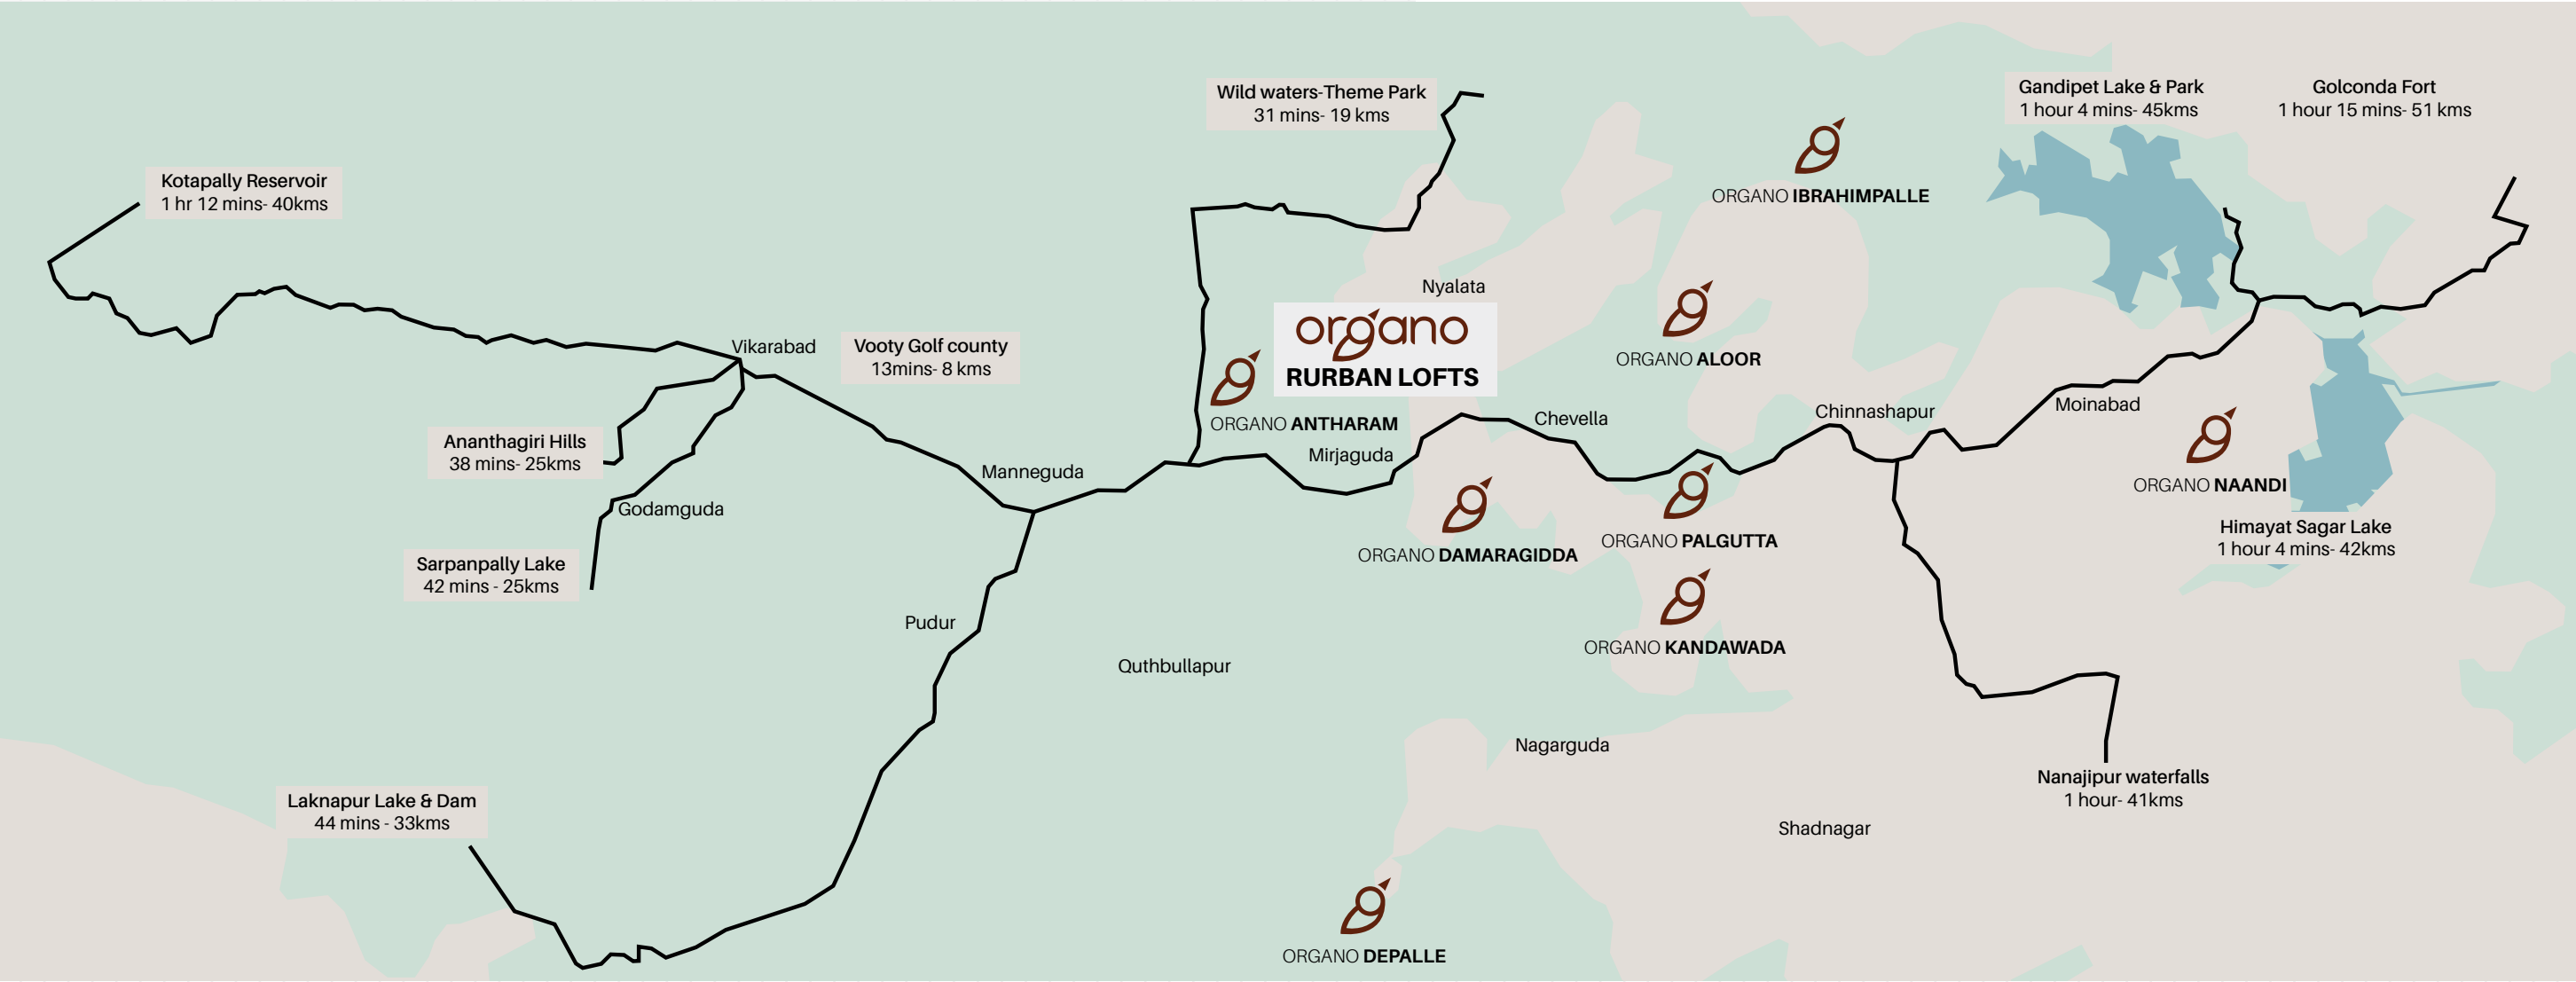 Wild waters-Theme Park
31 mins- 19 kms
Gandipet Lake & Park
1 hour 4 mins- 45kms
Golconda Fort
1 hour 15 mins- 51 kms
Kotapally Reservoir
1 hr 12 mins- 40kms
ORGANO IBRAHIMPALLE
Nyalata
organo
RURBAN LOFTS
ORGANO ALOOR
Vikarabad
Vooty Golf county
13mins- 8 kms
ORGANO ANTHARAM
Chevella
Chinnashapur
Moinabad
Ananthagiri Hills
38 mins- 25kms
Manneguda
Mirjaguda
ORGANO NAANDI
Godamguda
Himayat Sagar Lake
1 hour 4 mins- 42kms
ORGANO DAMARAGIDDA
ORGANO PALGUTTA
Sarpanpally Lake
42 mins - 25kms
Pudur
ORGANO KANDAWADA
Quthbullapur
Nagarguda
Nanajipur waterfalls
1 hour- 41kms
Laknapur Lake & Dam
44 mins - 33kms
Shadnagar
ORGANO DEPALLE